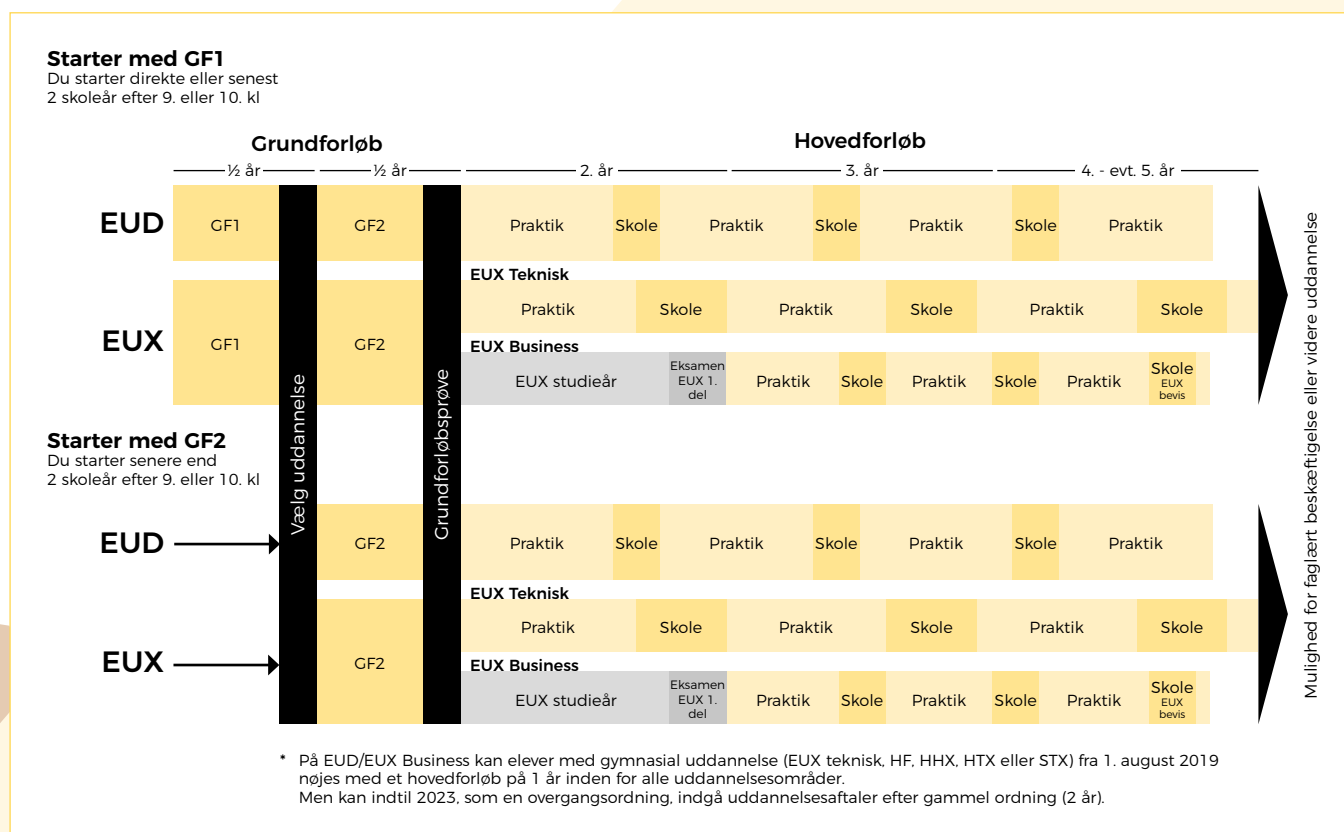 Starter med GF1
Du starter direkte eller senest
2 skoleår efter 9. eller 10. kl
Grundforløb
Hovedforløb
½ år
½ år
2. år
3. år
4. - evt. 5. år
EUD
GF1
GF2
Praktik
Skole
Praktik
Skole
Praktik
Skole
Praktik
EUX
GF1
GF2
EUX Teknisk
Praktik
Skole
Praktik
Skole
Praktik
Skole
EUX Business
EUX studieår
Eksamen
EUX 1.
del
Praktik
Skole
Praktik
Skole
Praktik
Skole
EUX
bevis
Vælg uddannelse
Grundforløbsprøve
Mulighed for faglært beskæftigelse eller videre uddannelse
Starter med GF2
Du starter senere end
2 skoleår efter 9. eller 10. kl
EUD
GF2
Praktik
Skole
Praktik
Skole
Praktik
Skole
Praktik
EUX
GF2
EUX Teknisk
Praktik
Skole
Praktik
Skole
Praktik
Skole
EUX Business
EUX studieår
Eksamen
EUX 1.
del
Praktik
Skole
Praktik
Skole
Praktik
Skole
EUX
bevis
* På EUD/EUX Business kan elever med gymnasial uddannelse (EUX teknisk, HF, HHX, HTX eller STX) fra 1. august 2019
nøjes med et hovedforløb på 1 år inden for alle uddannelsesområder.
Men kan indtil 2023, som en overgangsordning, indgå uddannelsesaftaler efter gammel ordning (2 år).